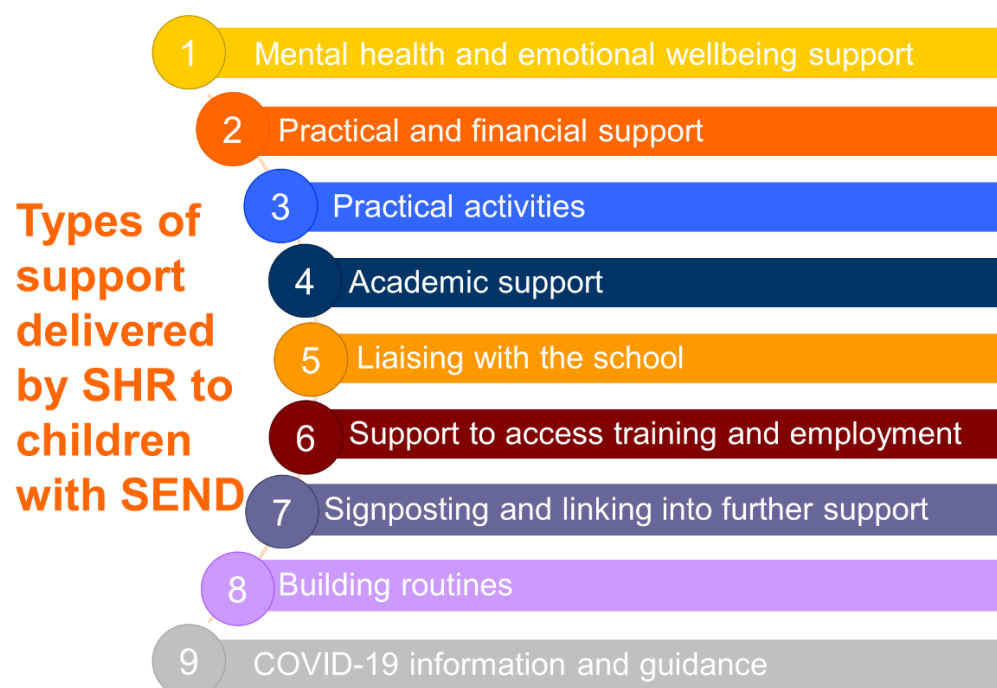 Types of
support
delivered
by SHR to
children
with SEND
1 Mental health and emotional wellbeing support
2 Practical and financial support
3 Practical activities
4 Academic support
5 Liaising with the school
6 Support to access training and employment
7 Signposting and linking into further support
8 Building routines
9 COVID-19 information and guidance